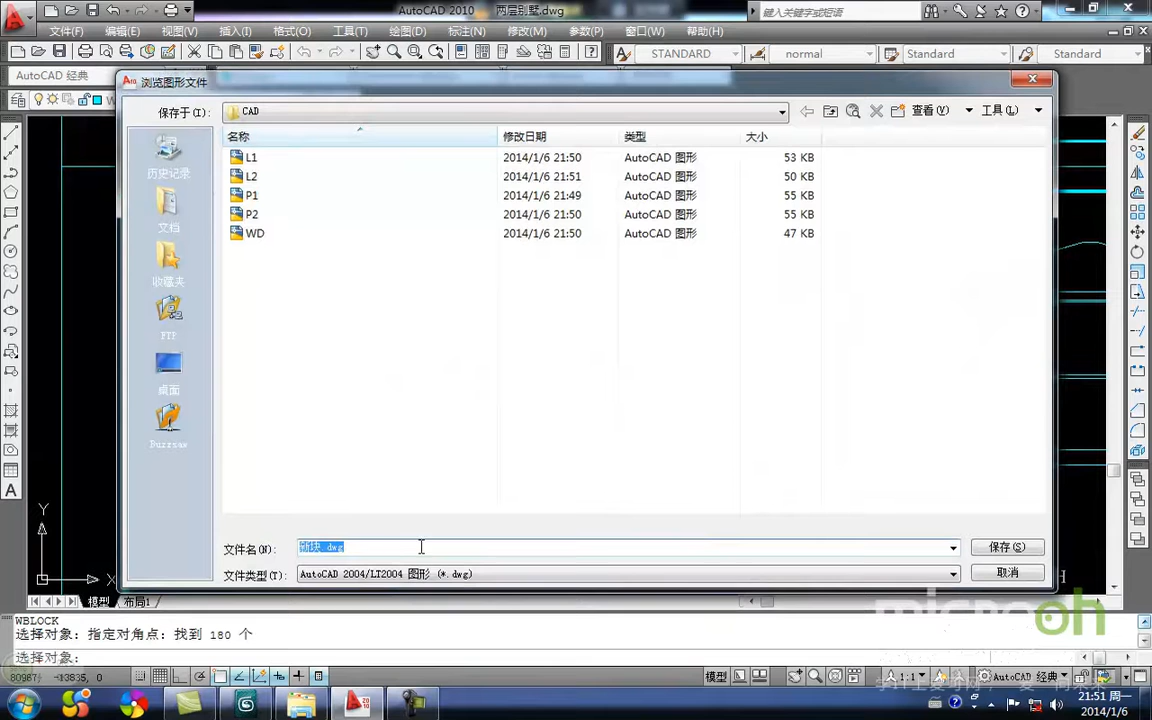 AutoCAD 2010 两层别墅.dwg
键入关键字或短语
文件(F) 编辑(E) 视图(V) 插入(I) 格式(O) 工具(T) 绘图(D) 标注(N) 修改(M) 参数(P) 窗口(W) 帮助(H)
STANDARD normal Standard Standard
AutoCAD 经典
浏览图形文件
保存于(I): CAD 查看(V) 工具(L)
名称 修改日期 类型 大小
L1 2014/1/6 21:50 AutoCAD 图形 53 KB
L2 2014/1/6 21:51 AutoCAD 图形 50 KB
P1 2014/1/6 21:49 AutoCAD 图形 55 KB
P2 2014/1/6 21:50 AutoCAD 图形 55 KB
WD 2014/1/6 21:50 AutoCAD 图形 47 KB
历史记录
文档
收藏夹
FTP
桌面
Buzzsaw
文件名(N): 新块.dwg 保存(S)
文件类型(T): AutoCAD 2004/LT2004 图形 (*.dwg) 取消
Y
X
A
H
模型 布局1
microoh
WBLOCK
选择对象: 指定对角点: 找到 180 个
选择对象:
80987, -13835, 0 模型 1:1 AutoCAD 经典
21:51 周一
2014/1/6